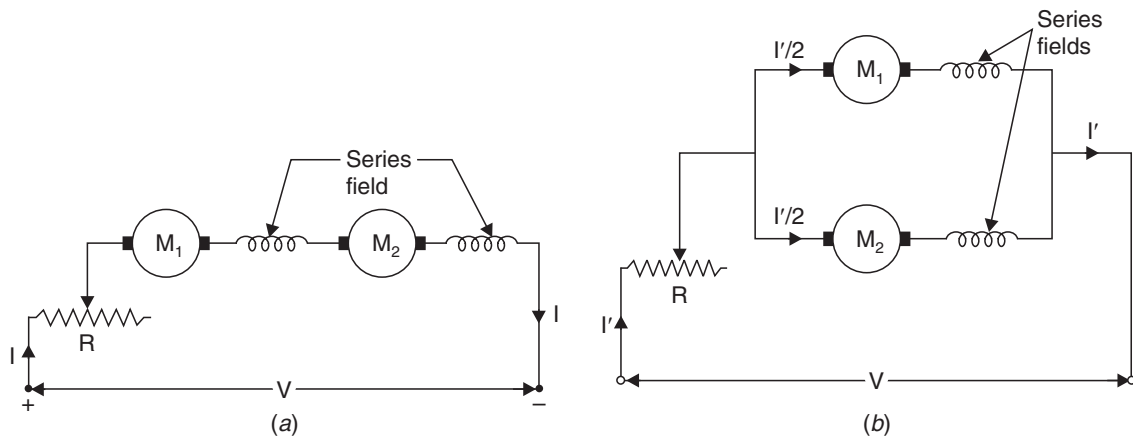 Series
field
M1
M2
R
I
I
V
+
–
(a)
Series
fields
I′/2
M1
I′
I′/2
M2
R
I′
V
(b)